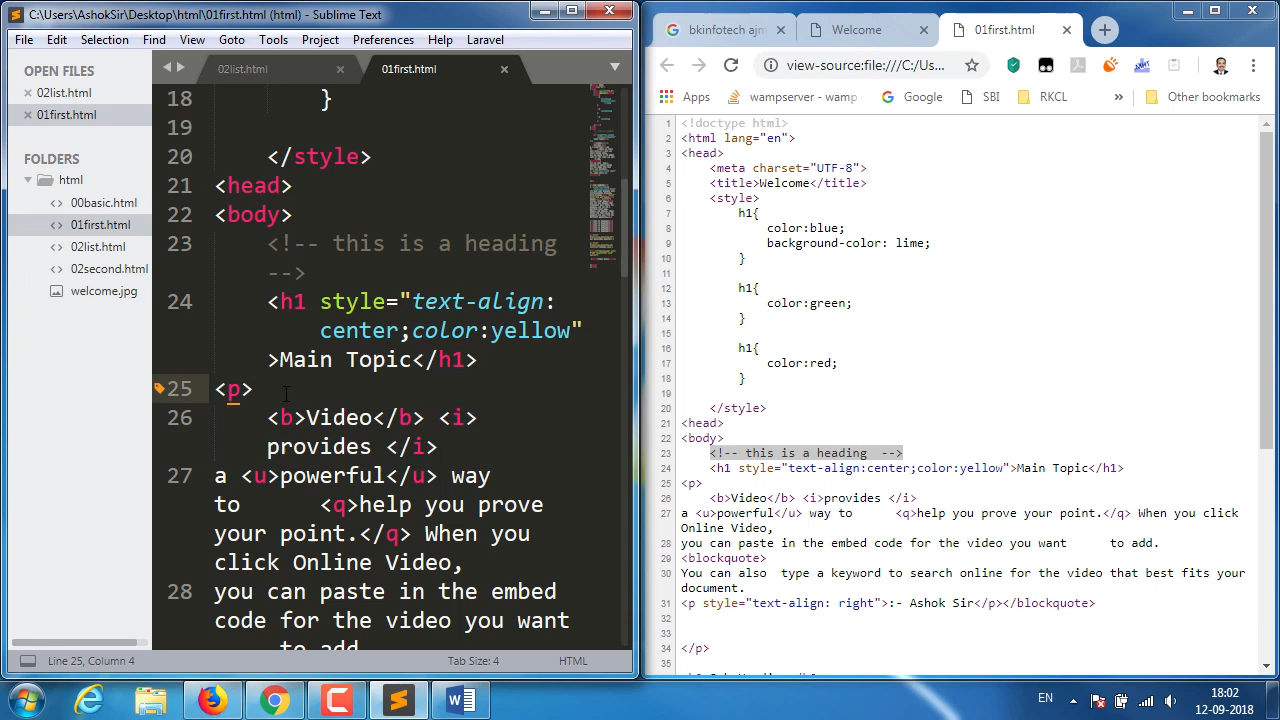 C:\Users\AshokSir\Desktop\html\01first.html (html) - Sublime Text
File Edit Selection Find View Goto Tools Project Preferences Help Laravel
OPEN FILES
02list.html
01first.html
FOLDERS
html
00basic.html
01first.html
02list.html
02second.html
welcome.jpg
02list.html
01first.html
18 }
19
20 </style>
21 <head>
22 <body>
23 <!-- this is a heading
-->
24 <h1 style="text-align:
center;color:yellow"
>Main Topic</h1>
25 <p>
26 <b>Video</b> <i>
provides </i>
27 a <u>powerful</u> way
to <q>help you prove
your point.</q> When you
click Online Video,
28 you can paste in the embed
code for the video you want
to add.
Line 25, Column 4
Tab Size: 4
HTML
bkinfotech ajm
Welcome
01first.html
view-source:file:///C:/Us...
Apps
wampserver - wamp
Google
SBI
RKCL
»
Other bookmarks
1 <!doctype html>
2 <html lang="en">
3 <head>
4 <meta charset="UTF-8">
5 <title>Welcome</title>
6 <style>
7 h1{
8 color:blue;
9 background-color: lime;
10 }
11
12 h1{
13 color:green;
14 }
15
16 h1{
17 color:red;
18 }
19
20 </style>
21 <head>
22 <body>
23 <!-- this is a heading -->
24 <h1 style="text-align:center;color:yellow">Main Topic</h1>
25 <p>
26 <b>Video</b> <i>provides </i>
27 a <u>powerful</u> way to <q>help you prove your point.</q> When you click
Online Video,
28 you can paste in the embed code for the video you want to add.
29 <blockquote>
30 You can also type a keyword to search online for the video that best fits your
document.
31 <p style="text-align: right">:- Ashok Sir</p></blockquote>
32
33
34 </p>
35
EN
18:02
12-09-2018